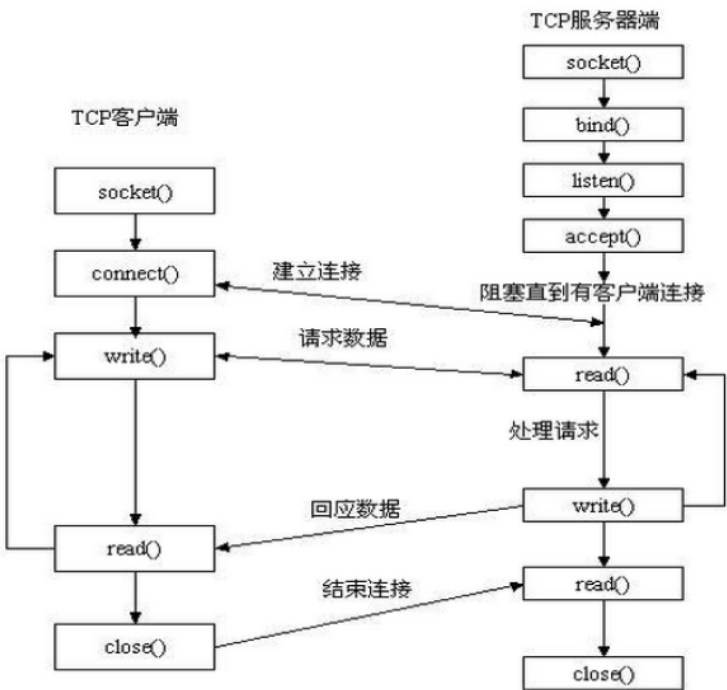 TCP服务器端
socket()
bind()
TCP客户端
listen()
socket()
accept()
connect()
建立连接
阻塞直到有客户端连接
请求数据
write()
read()
处理请求
回应数据
write()
read()
结束连接
read()
close()
close()